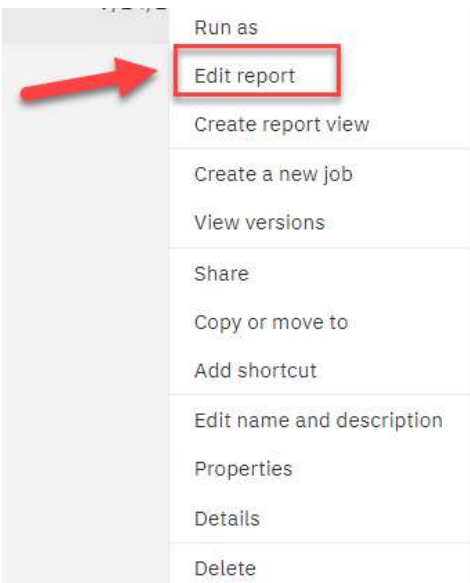 Run as
Edit report
Create report view
Create a new job
View versions
Share
Copy or move to
Add shortcut
Edit name and description
Properties
Details
Delete